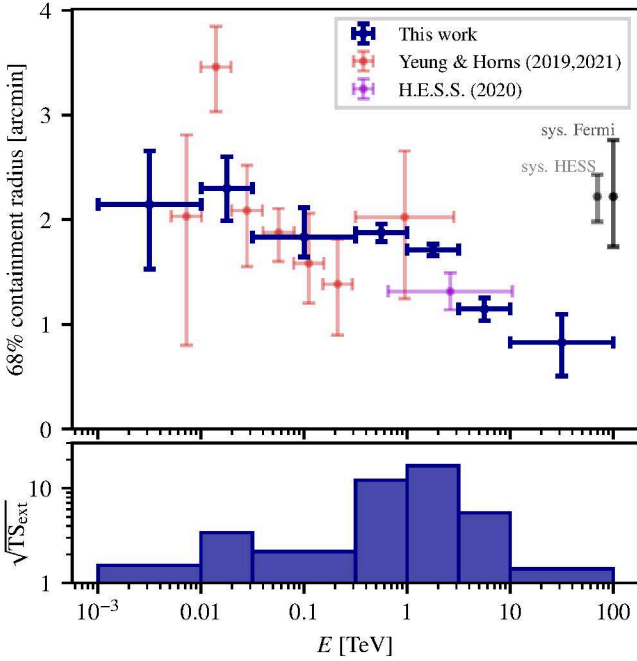 4
3
2
1
0
68% containment radius [arcmin]
This work
Yeung & Horns (2019,2021)
H.E.S.S. (2020)
sys. Fermi
sys. HESS
10
1
√TS_ext
10⁻³
0.01
0.1
1
10
100
E [TeV]